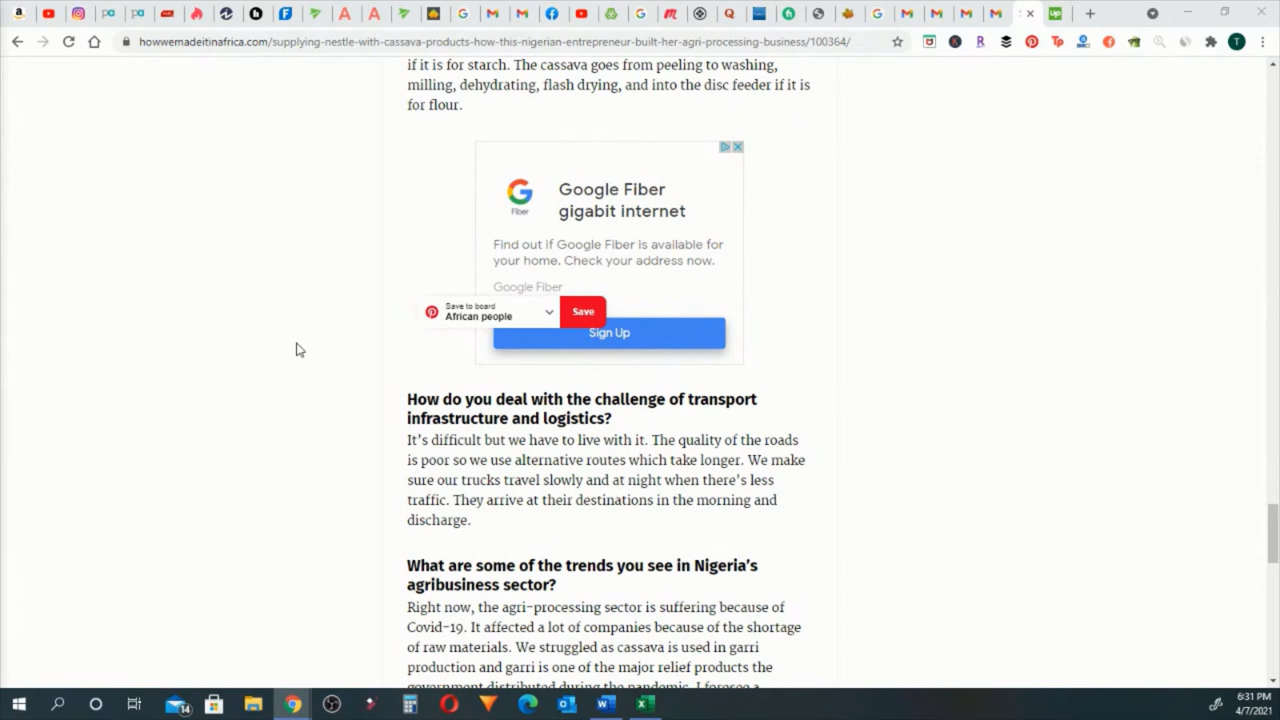 howwemadeitinafrica.com/supplying-nestle-with-cassava-products-how-this-nigerian-entrepreneur-built-her-agri-processing-business/100364/
if it is for starch. The cassava goes from peeling to washing,
milling, dehydrating, flash drying, and into the disc feeder if it is
for flour.
Google Fiber
gigabit internet
Fiber
Find out if Google Fiber is available for
your home. Check your address now.
Google Fiber
Save to board
African people
Save
Sign Up
How do you deal with the challenge of transport
infrastructure and logistics?
It's difficult but we have to live with it. The quality of the roads
is poor so we use alternative routes which take longer. We make
sure our trucks travel slowly and at night when there's less
traffic. They arrive at their destinations in the morning and
discharge.
What are some of the trends you see in Nigeria's
agribusiness sector?
Right now, the agri-processing sector is suffering because of
Covid-19. It affected a lot of companies because of the shortage
of raw materials. We struggled as cassava is used in garri
production and garri is one of the major relief products the
government distributed during the pandemic. I foresee a
6:31 PM
4/7/2021